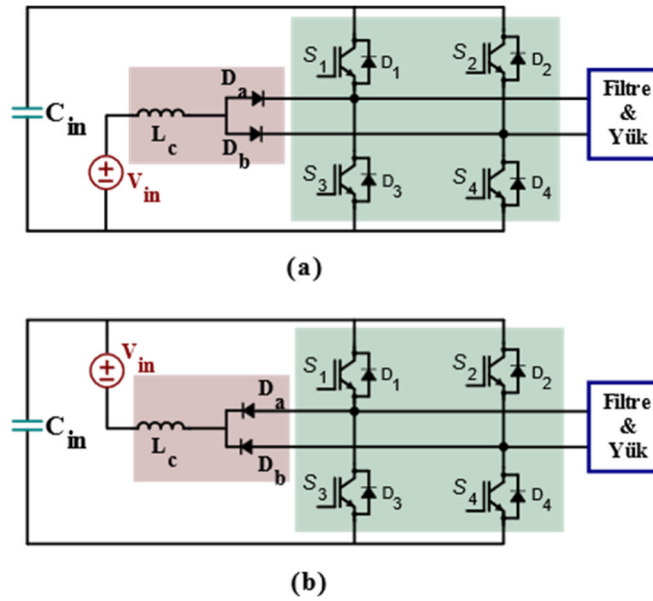 S1
D1
S2
D2
Da
Filtre
&
Yük
Cin
Lc
Db
Vin
S3
D3
S4
D4
(a)
Vin
S1
D1
S2
D2
Da
Filtre
&
Yük
Cin
Lc
Db
S3
D3
S4
D4
(b)